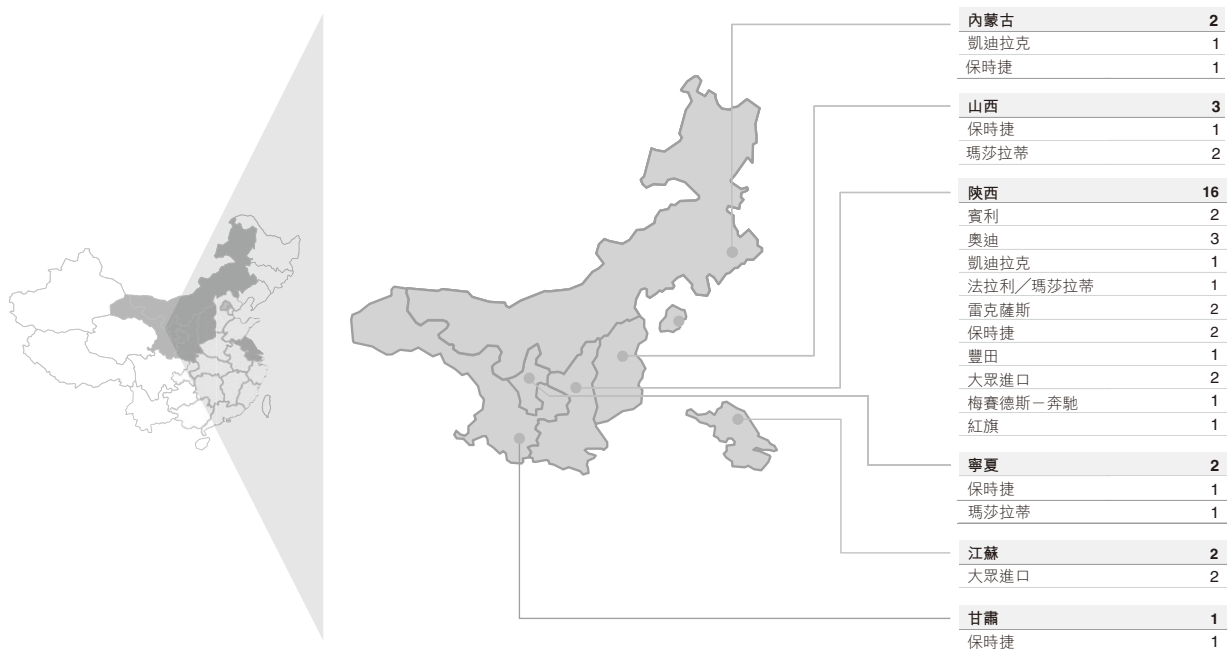 內蒙古 2
凱迪拉克 1
保時捷 1
山西 3
保時捷 1
瑪莎拉蒂 2
陝西 16
賓利 2
奧迪 3
凱迪拉克 1
法拉利／瑪莎拉蒂 1
雷克薩斯 2
保時捷 2
豐田 1
大眾進口 2
梅賽德斯－奔馳 1
紅旗 1
寧夏 2
保時捷 1
瑪莎拉蒂 1
江蘇 2
大眾進口 2
甘肅 1
保時捷 1